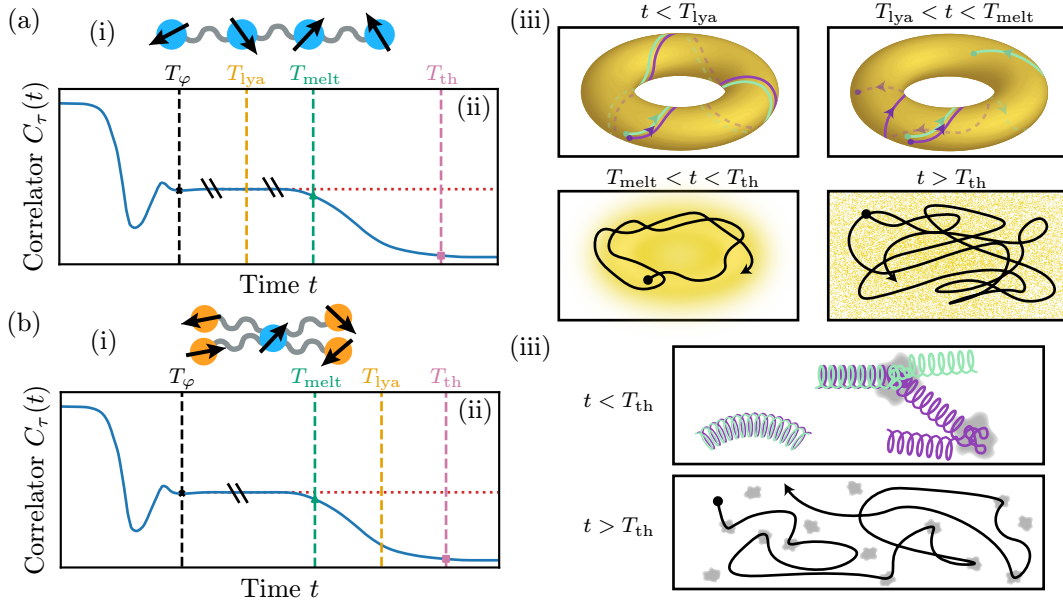 (a)
(i)
T_φ T_lya T_melt T_th
(ii)
Correlator C_τ(t)
Time t
(iii)
t < T_lya
T_lya < t < T_melt
T_melt < t < T_th
t > T_th
(b)
(i)
T_φ T_melt T_lya T_th
(ii)
Correlator C_τ(t)
Time t
(iii)
t < T_th
t > T_th